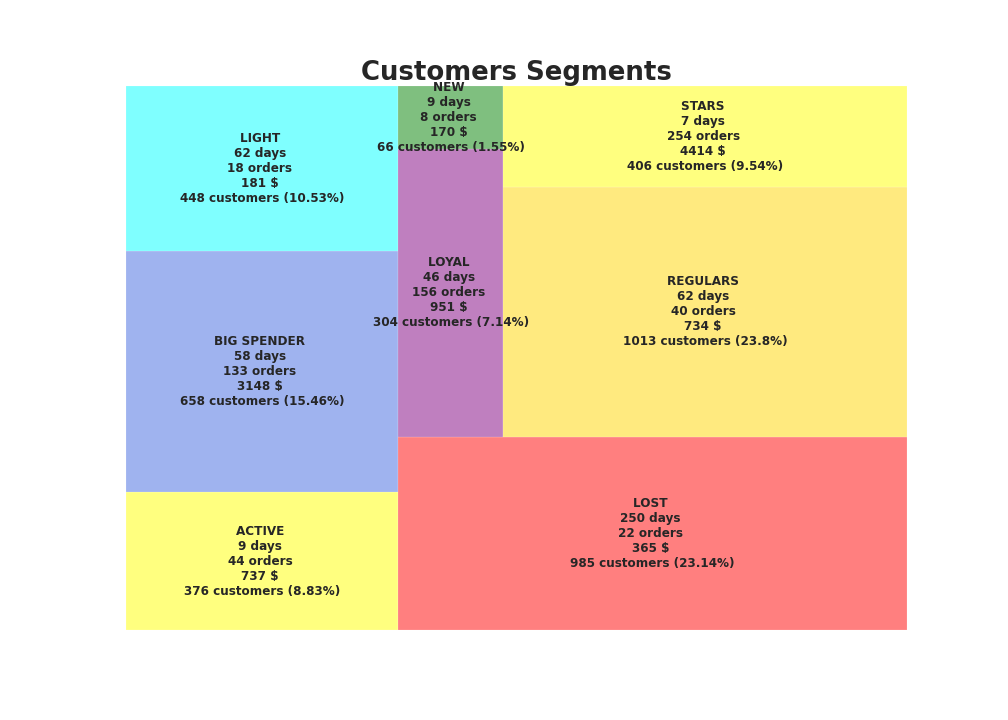 Customers Segments
LIGHT
62 days
18 orders
181 $
448 customers (10.53%)
BIG SPENDER
58 days
133 orders
3148 $
658 customers (15.46%)
ACTIVE
9 days
44 orders
737 $
376 customers (8.83%)
NEW
9 days
8 orders
170 $
66 customers (1.55%)
LOYAL
46 days
156 orders
951 $
304 customers (7.14%)
STARS
7 days
254 orders
4414 $
406 customers (9.54%)
REGULARS
62 days
40 orders
734 $
1013 customers (23.8%)
LOST
250 days
22 orders
365 $
985 customers (23.14%)